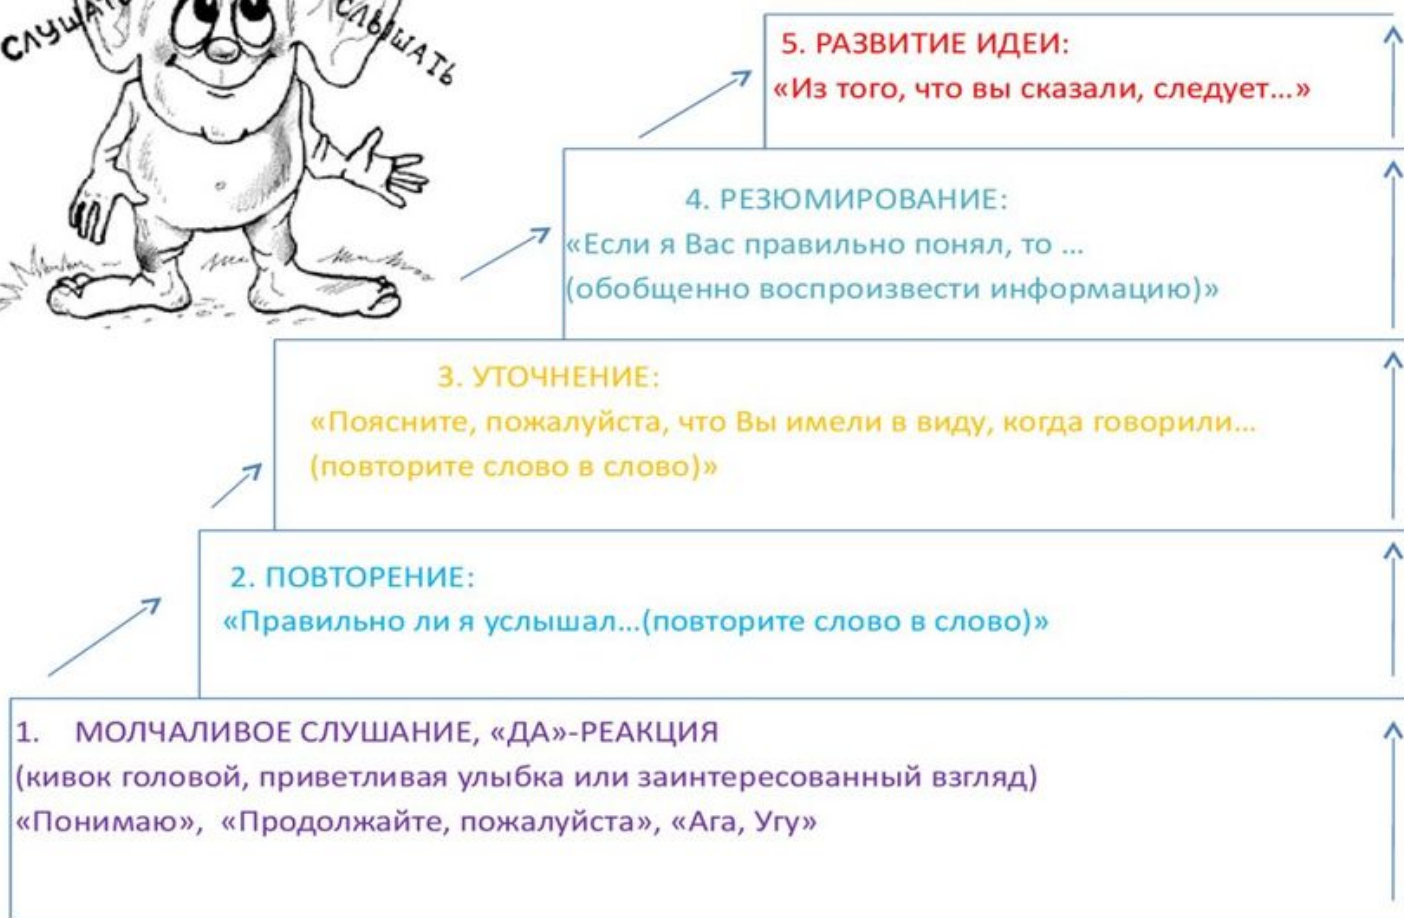 СЛУШАТЬ
СЛЫШАТЬ
5. РАЗВИТИЕ ИДЕИ:
«Из того, что вы сказали, следует...»
4. РЕЗЮМИРОВАНИЕ:
«Если я Вас правильно понял, то ...
(обобщенно воспроизвести информацию)»
3. УТОЧНЕНИЕ:
«Поясните, пожалуйста, что Вы имели в виду, когда говорили...
(повторите слово в слово)»
2. ПОВТОРЕНИЕ:
«Правильно ли я услышал...(повторите слово в слово)»
1. МОЛЧАЛИВОЕ СЛУШАНИЕ, «ДА»-РЕАКЦИЯ
(кивок головой, приветливая улыбка или заинтересованный взгляд)
«Понимаю», «Продолжайте, пожалуйста», «Ага, Угу»